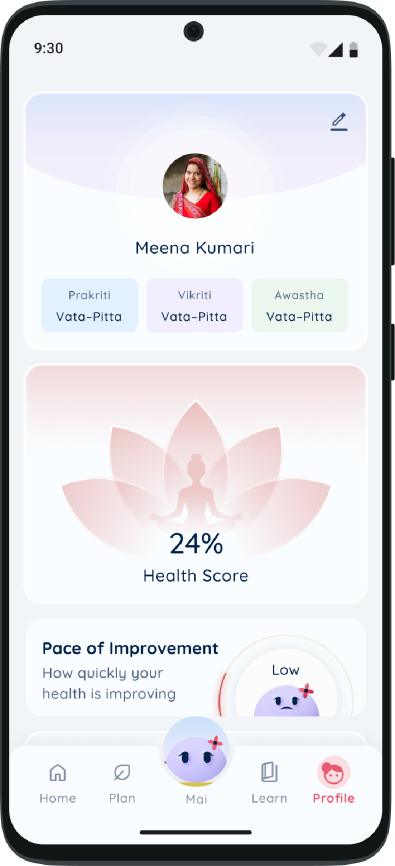 9:30
Meena Kumari
Prakriti
Vata-Pitta
Vikriti
Vata-Pitta
Awastha
Vata-Pitta
24%
Health Score
Pace of Improvement
How quickly your
health is improving
Low
Home
Plan
Mai
Learn
Profile